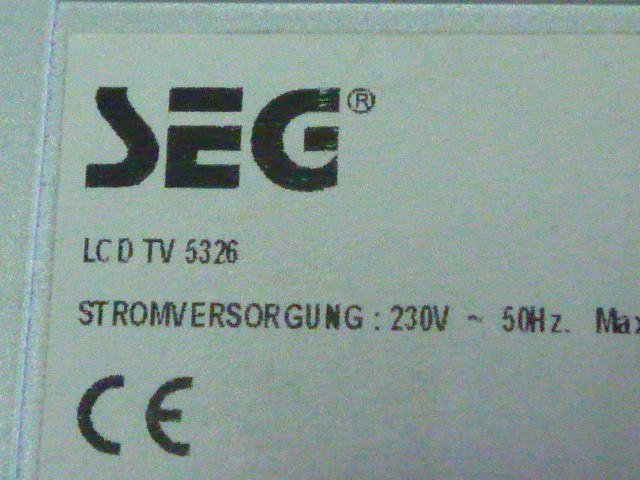 SEG®
LCD TV 5326
STROMVERSORGUNG : 230V ~ 50Hz. Max
CE